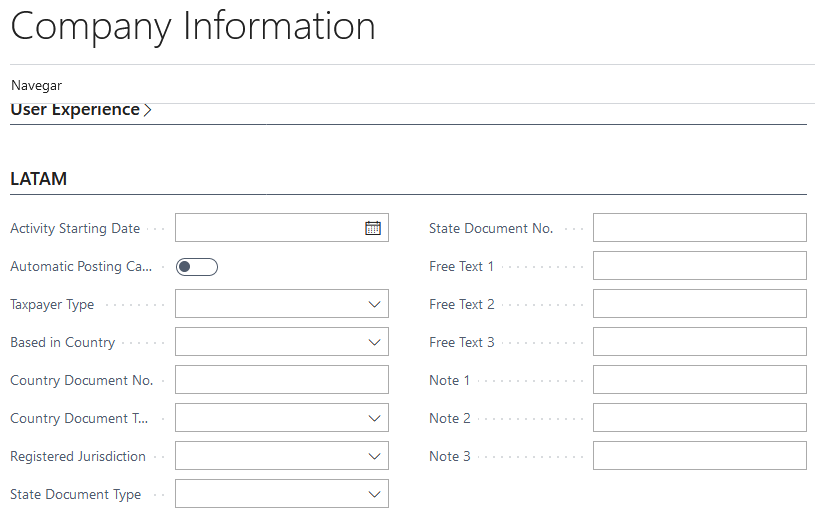 Company Information
Navegar
User Experience
LATAM
Activity Starting Date
Automatic Posting Ca...
Taxpayer Type
Based in Country
Country Document No.
Country Document T...
Registered Jurisdiction
State Document Type
State Document No.
Free Text 1
Free Text 2
Free Text 3
Note 1
Note 2
Note 3